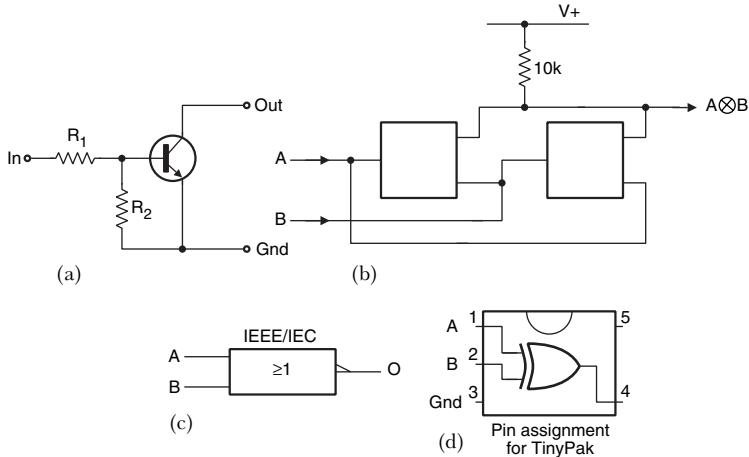 In
R1
R2
Out
Gnd
(a)
V+
10k
A
B
A⊗B
(b)
IEEE/IEC
A
B
≥1
O
(c)
A
1
B
2
Gnd
3
5
4
(d)
Pin assignment
for TinyPak